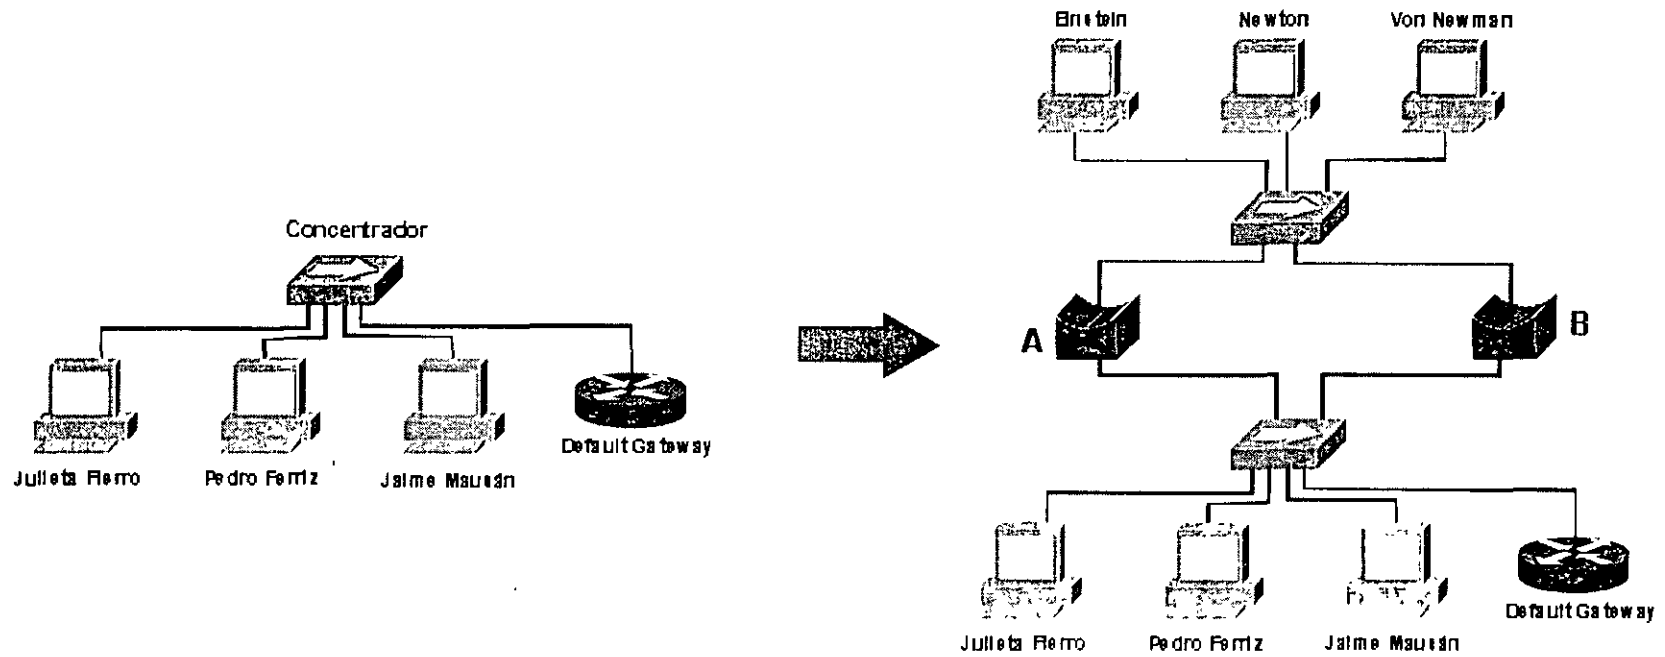 Einstein
Newton
Von Newman
Concentrador
A
B
Default Gateway
Julieta Fierro
Pedro Ferriz
Jaime Mausán
Default Gateway
Julieta Fierro
Pedro Ferriz
Jaime Mausán